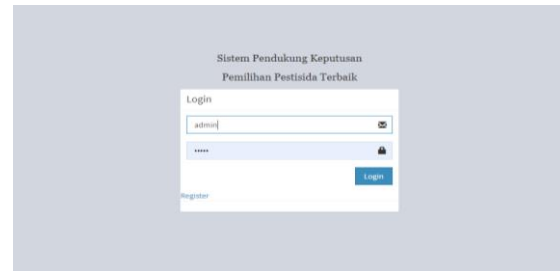 Sistem Pendukung Keputusan
Pemilihan Pestisida Terbaik
Login
admin
•••••
Login
Register